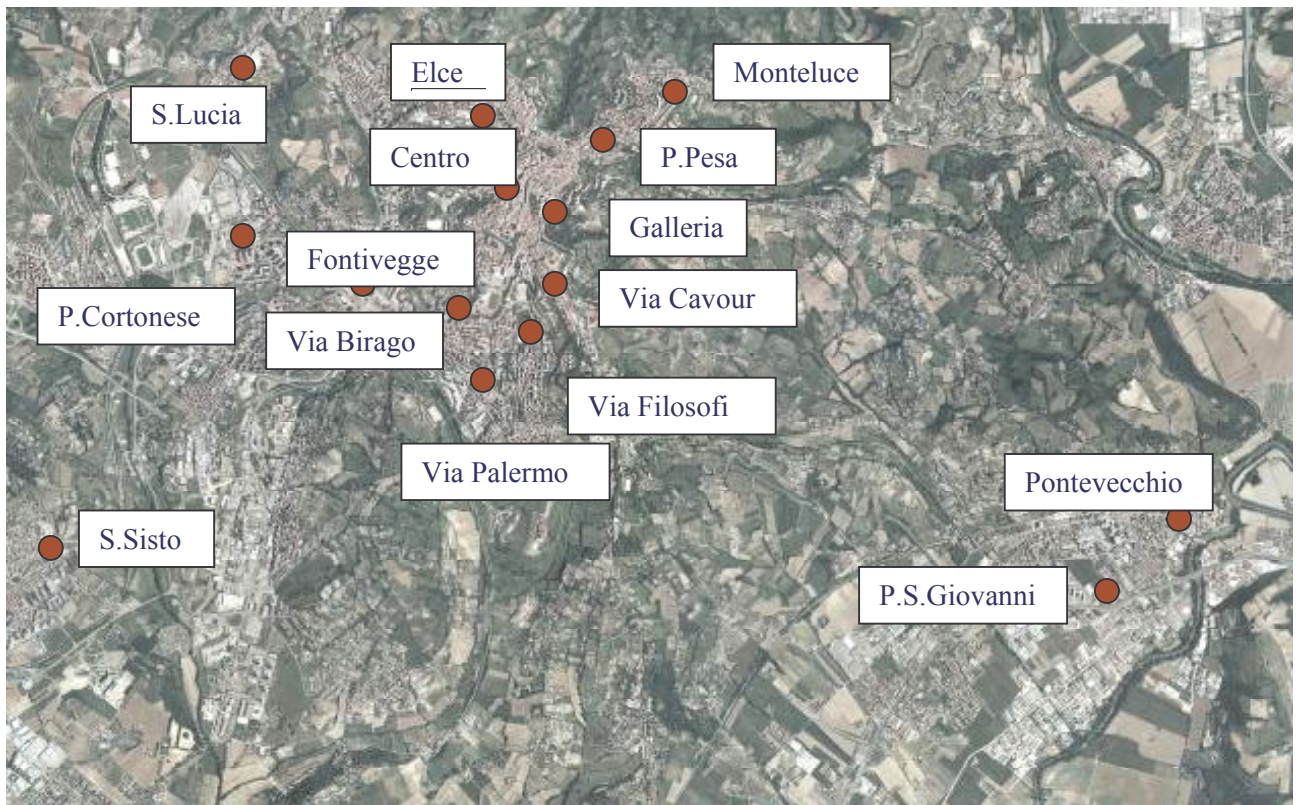 Elce
Monteluce
S.Lucia
Centro
P.Pesa
Galleria
Fontivegge
Via Cavour
P.Cortonese
Via Birago
Via Filosofi
Via Palermo
Pontevecchio
S.Sisto
P.S.Giovanni